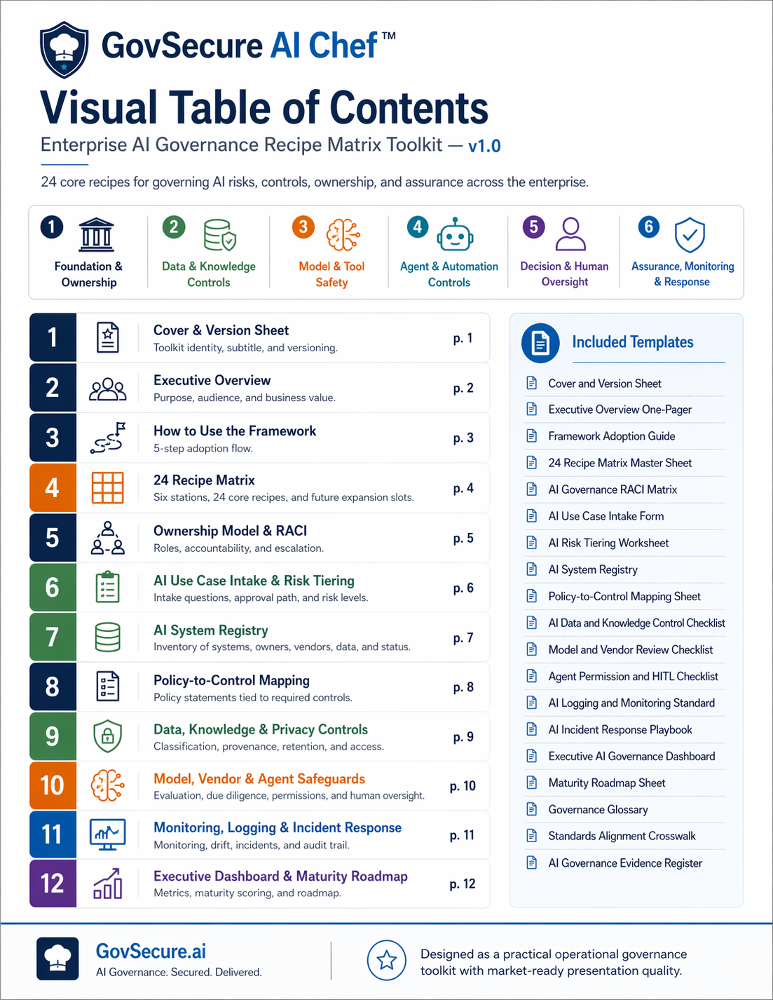 GovSecure AI Chef™
Visual Table of Contents
Enterprise AI Governance Recipe Matrix Toolkit — v1.0
24 core recipes for governing AI risks, controls, ownership, and assurance across the enterprise.
1
Foundation &
Ownership
2
Data & Knowledge
Controls
3
Model & Tool
Safety
4
Agent & Automation
Controls
5
Decision & Human
Oversight
6
Assurance, Monitoring
& Response
1
Cover & Version Sheet
Toolkit identity, subtitle, and versioning.
p. 1
2
Executive Overview
Purpose, audience, and business value.
p. 2
3
How to Use the Framework
5-step adoption flow.
p. 3
4
24 Recipe Matrix
Six stations, 24 core recipes, and future expansion slots.
p. 4
5
Ownership Model & RACI
Roles, accountability, and escalation.
p. 5
6
AI Use Case Intake & Risk Tiering
Intake questions, approval path, and risk levels.
p. 6
7
AI System Registry
Inventory of systems, owners, vendors, data, and status.
p. 7
8
Policy-to-Control Mapping
Policy statements tied to required controls.
p. 8
9
Data, Knowledge & Privacy Controls
Classification, provenance, retention, and access.
p. 9
10
Model, Vendor & Agent Safeguards
Evaluation, due diligence, permissions, and human oversight.
p. 10
11
Monitoring, Logging & Incident Response
Monitoring, drift, incidents, and audit trail.
p. 11
12
Executive Dashboard & Maturity Roadmap
Metrics, maturity scoring, and roadmap.
p. 12
Included Templates
Cover and Version Sheet
Executive Overview One-Pager
Framework Adoption Guide
24 Recipe Matrix Master Sheet
AI Governance RACI Matrix
AI Use Case Intake Form
AI Risk Tiering Worksheet
AI System Registry
Policy-to-Control Mapping Sheet
AI Data and Knowledge Control Checklist
Model and Vendor Review Checklist
Agent Permission and HITL Checklist
AI Logging and Monitoring Standard
AI Incident Response Playbook
Executive AI Governance Dashboard
Maturity Roadmap Sheet
Governance Glossary
Standards Alignment Crosswalk
AI Governance Evidence Register
GovSecure.ai
AI Governance. Secured. Delivered.
Designed as a practical operational governance
toolkit with market-ready presentation quality.